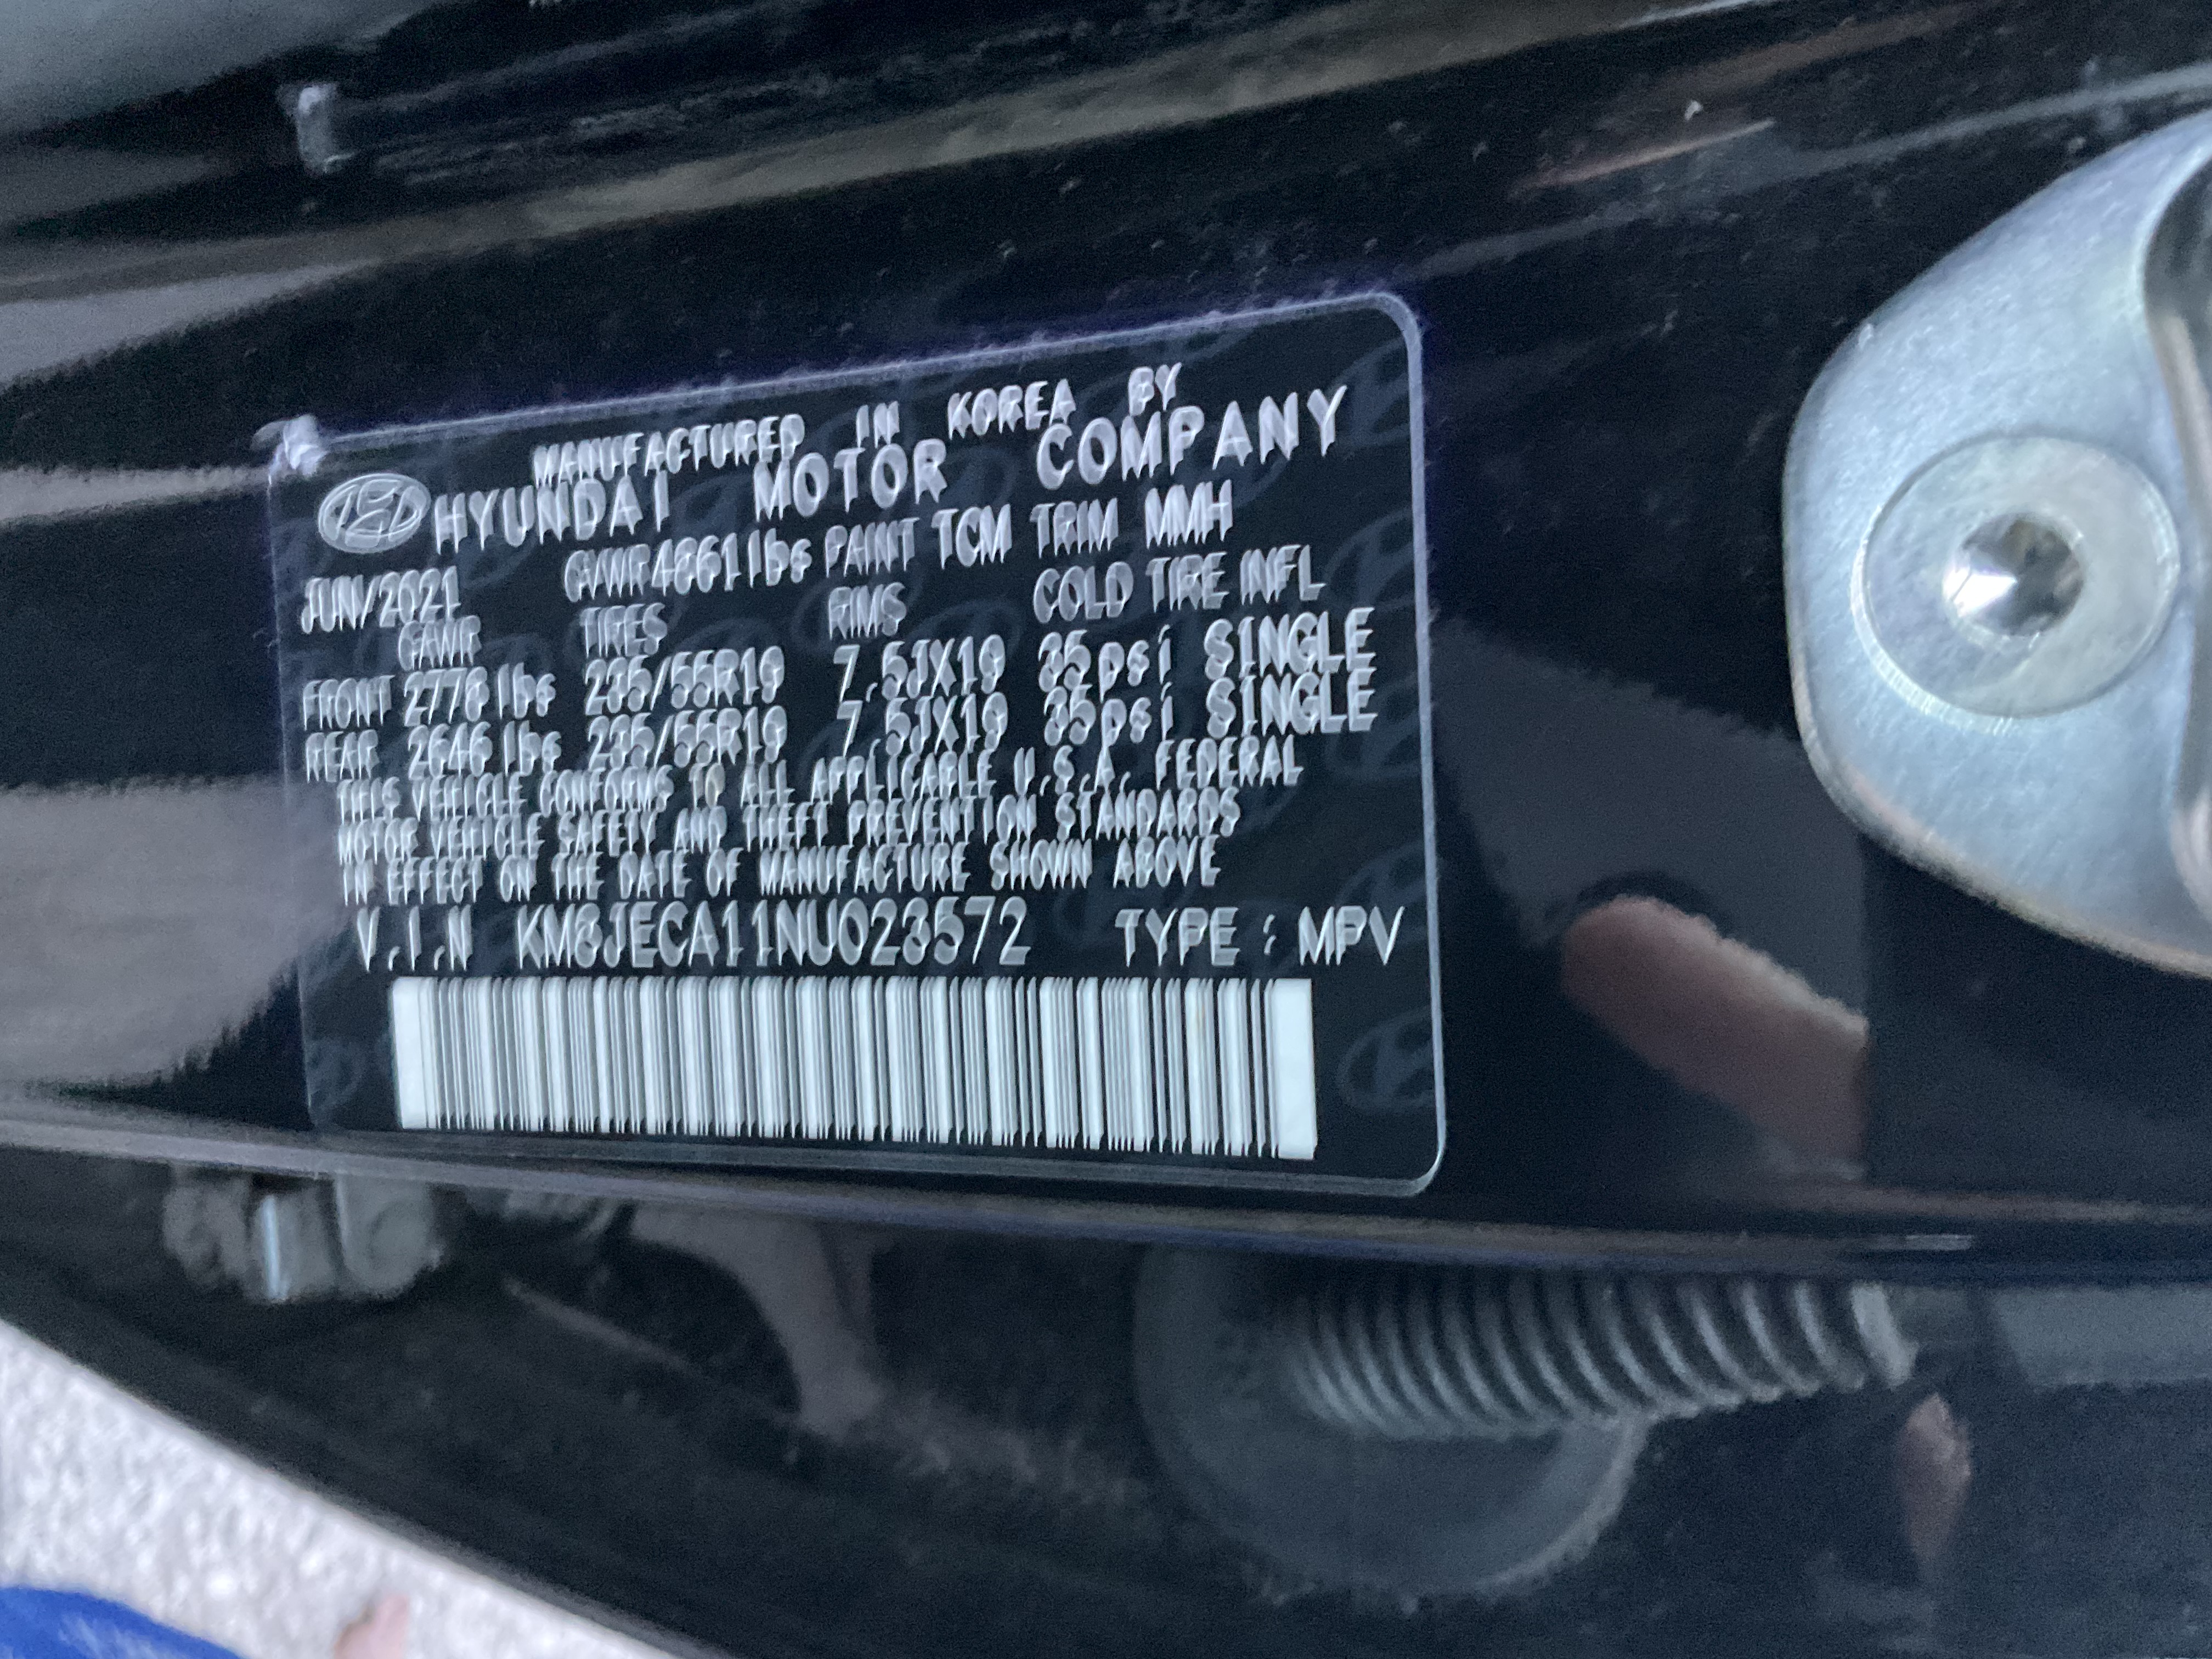 MANUFACTURED IN KOREA BY
HYUNDAI MOTOR COMPANY
JUN/2021 GVWR 4861 lbs PAINT TCM TRIM MMH
GAWR TIRES RIMS COLD TIRE INFL
FRONT 2778 lbs 235/55R19 7.5JX19 35psi SINGLE
REAR 2646 lbs 235/55R19 7.5JX19 35psi SINGLE
THIS VEHICLE CONFORMS TO ALL APPLICABLE U.S.A. FEDERAL
MOTOR VEHICLE SAFETY AND THEFT PREVENTION STANDARDS
IN EFFECT ON THE DATE OF MANUFACTURE SHOWN ABOVE
V.I.N KM8JECA11NU023572 TYPE : MPV